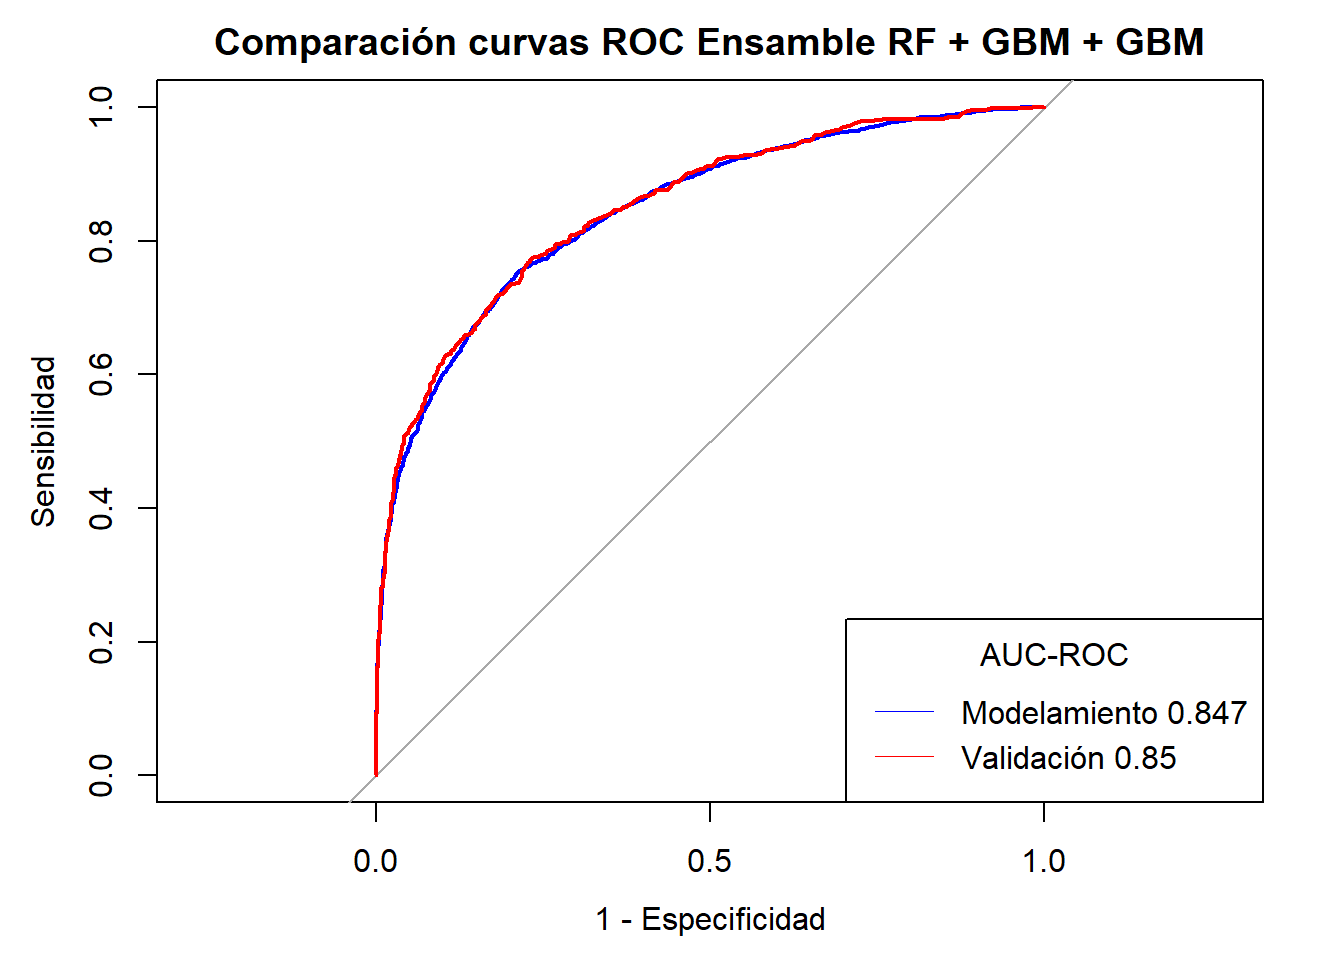 Comparación curvas ROC Ensamble RF + GBM + GBM
1.0
0.8
0.6
0.4
0.2
0.0
Sensibilidad
AUC-ROC
Modelamiento 0.847
Validación 0.85
0.0 0.5 1.0
1 - Especificidad